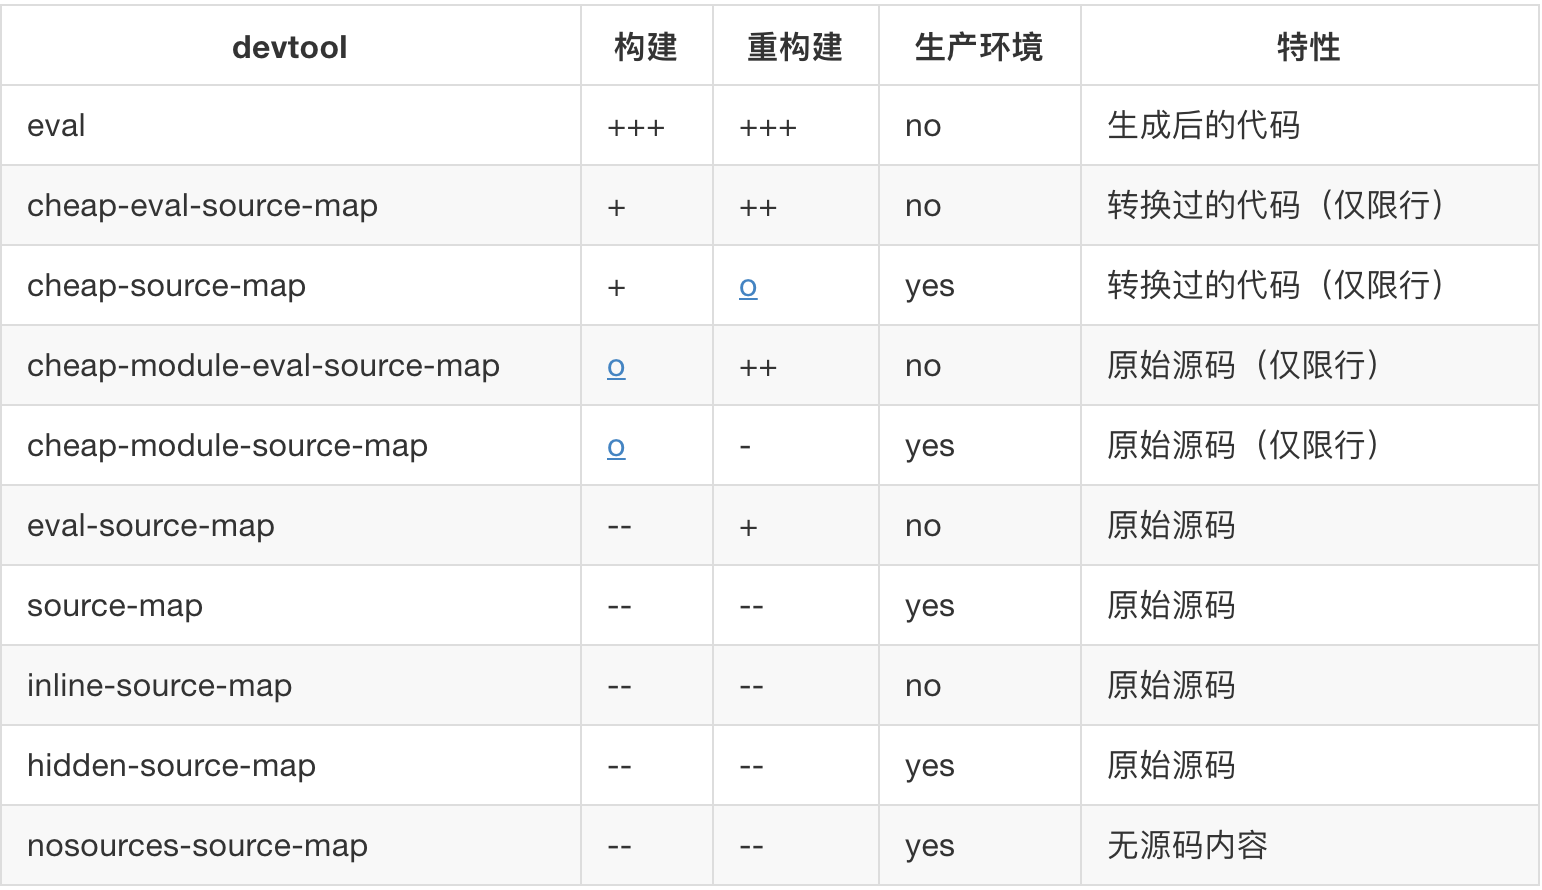 devtool 构建 重构建 生产环境 特性
eval +++ +++ no 生成后的代码
cheap-eval-source-map + ++ no 转换过的代码（仅限行）
cheap-source-map + o yes 转换过的代码（仅限行）
cheap-module-eval-source-map o ++ no 原始源码（仅限行）
cheap-module-source-map o - yes 原始源码（仅限行）
eval-source-map -- + no 原始源码
source-map -- -- yes 原始源码
inline-source-map -- -- no 原始源码
hidden-source-map -- -- yes 原始源码
nosources-source-map -- -- yes 无源码内容